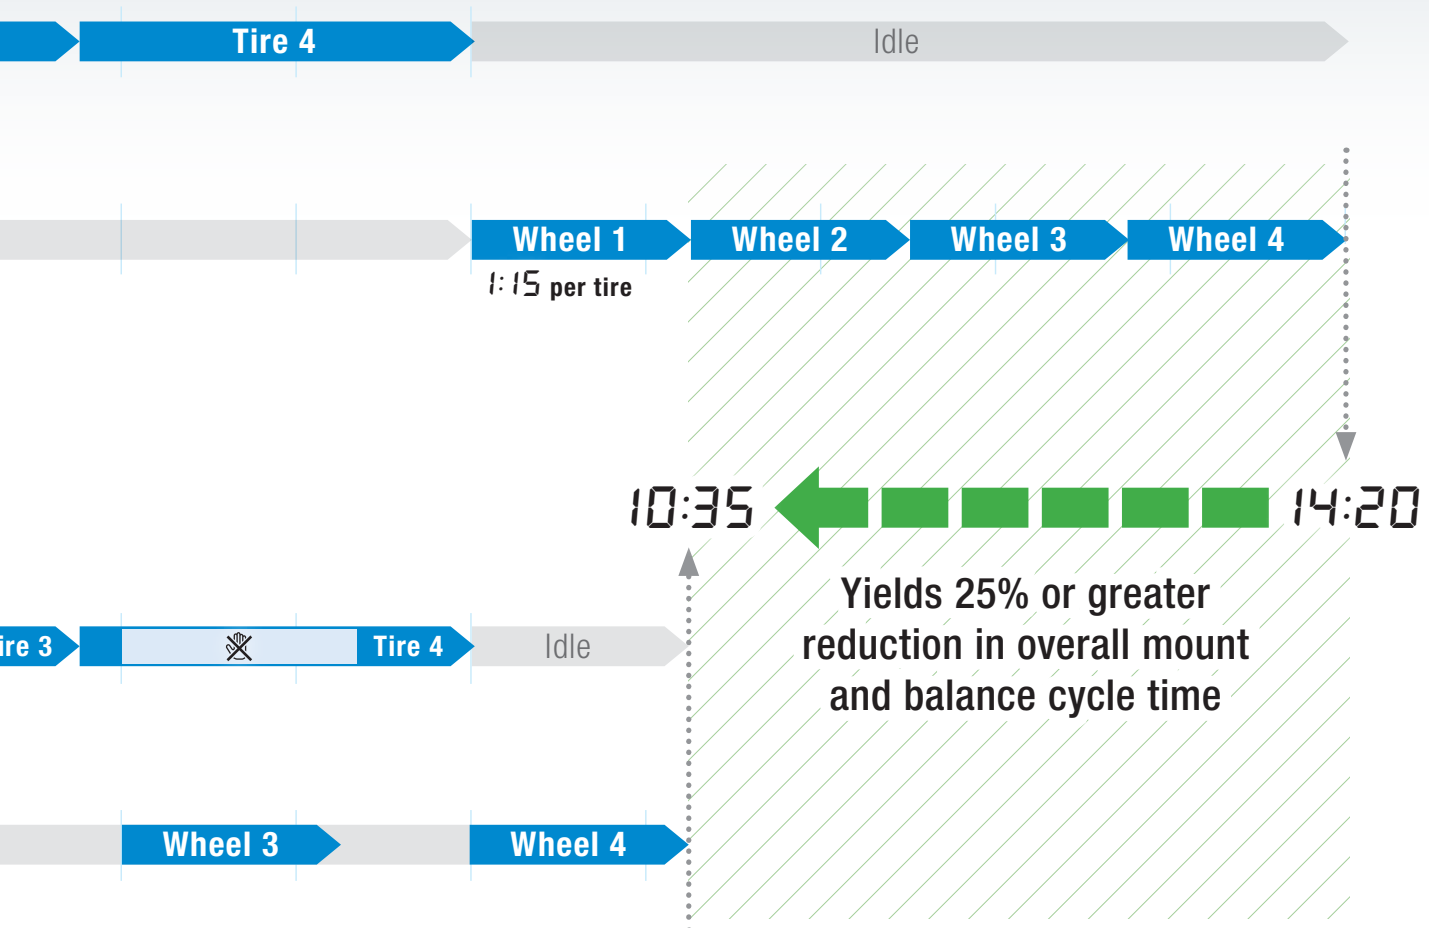 Tire 4
Idle
Wheel 1
Wheel 2
Wheel 3
Wheel 4
1:15 per tire
10:35
14:20
Yields 25% or greater
reduction in overall mount
and balance cycle time
ire 3
Tire 4
Idle
Wheel 3
Wheel 4